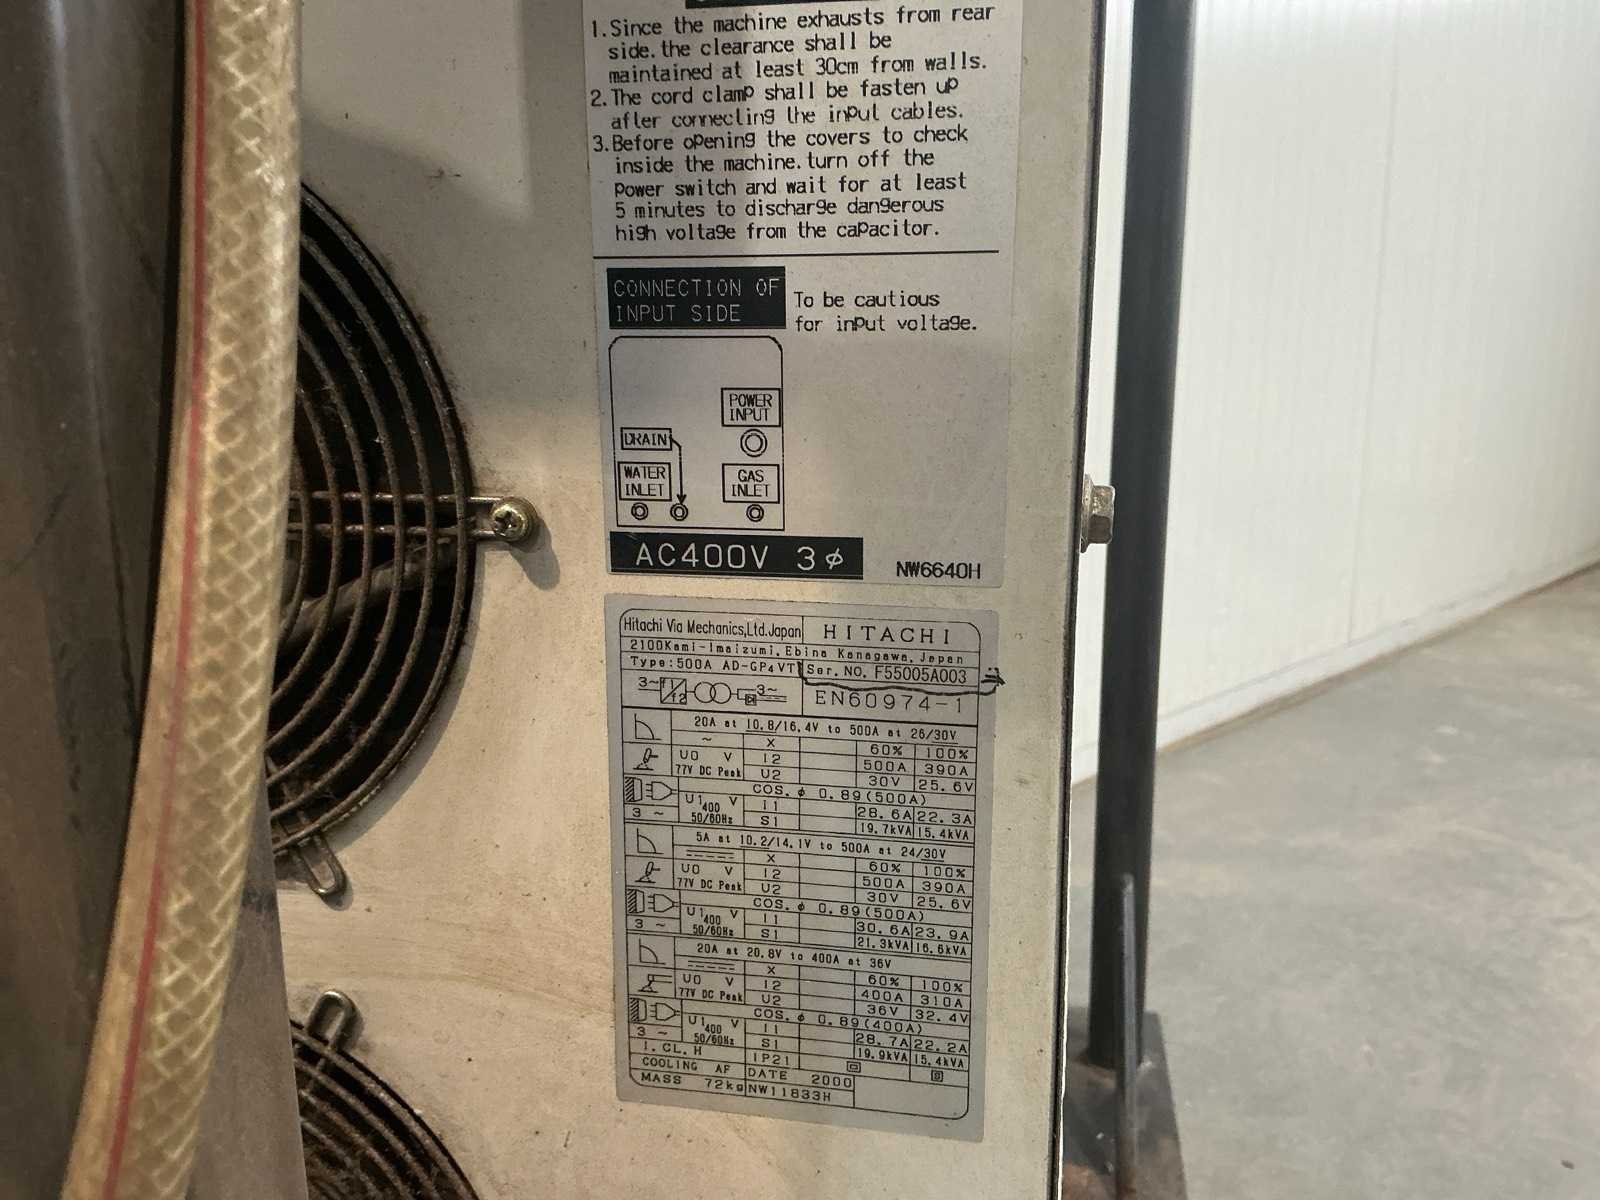 1.Since the machine exhausts from rear
side.the clearance shall be
maintained at least 30cm from walls.
2.The cord clamp shall be fasten up
after connecting the input cables.
3.Before opening the covers to check
inside the machine.turn off the
power switch and wait for at least
5 minutes to discharge dangerous
high voltage from the capacitor.
CONNECTION OF
INPUT SIDE
To be cautious
for input voltage.
POWER
INPUT
DRAIN
WATER
INLET
GAS
INLET
AC400V 3φ
NW6640H
Hitachi Via Mechanics,Ltd.Japan
HITACHI
2100Kami-Imaizumi,Ebina Kanagawa,Japan
Type:500A AD-GP4VT1
Ser.NO. F55005A003
3~ f1 f2 3~
EN60974-1
20A at 10.8/16.4V to 500A at 26/30V
~ X 60% 100%
U0 V I2 500A 390A
77V DC Peak U2 30V 25.6V
COS.φ 0.89(500A)
U1 400 V I1 28.6A 22.3A
3~ 50/60Hz S1 19.7kVA 15.4kVA
5A at 10.2/14.1V to 500A at 24/30V
X 60% 100%
U0 V I2 500A 390A
77V DC Peak U2 30V 25.6V
COS.φ 0.89(500A)
U1 400 V I1 30.6A 23.9A
3~ 50/60Hz S1 21.3kVA 16.6kVA
20A at 20.8V to 400A at 36V
X 60% 100%
U0 V I2 400A 310A
77V DC Peak U2 36V 32.4V
COS.φ 0.89(400A)
U1 400 V I1 28.7A 22.2A
3~ 50/60Hz S1 19.9kVA 15.4kVA
I.CL.H IP21
COOLING AF DATE 2000
MASS 72kg NW11833H